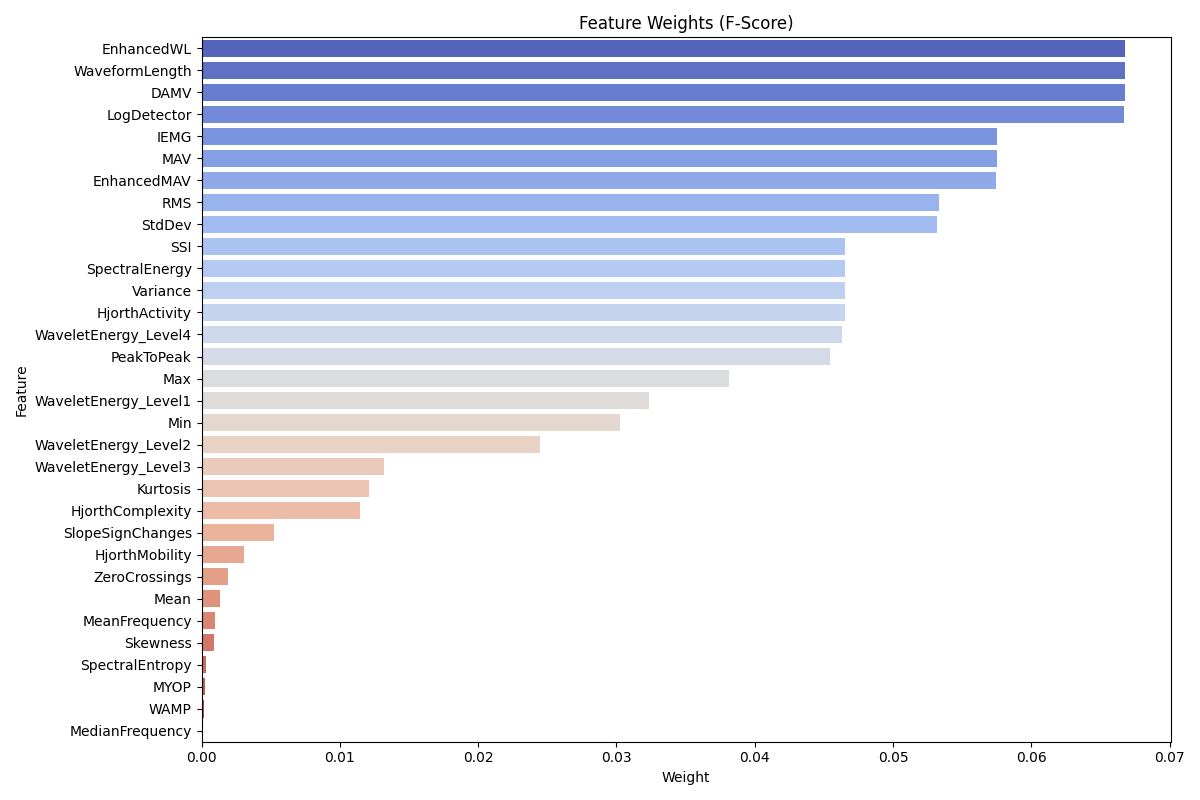 Feature Weights (F-Score)
Feature
EnhancedWL
WaveformLength
DAMV
LogDetector
IEMG
MAV
EnhancedMAV
RMS
StdDev
SSI
SpectralEnergy
Variance
HjorthActivity
WaveletEnergy_Level4
PeakToPeak
Max
WaveletEnergy_Level1
Min
WaveletEnergy_Level2
WaveletEnergy_Level3
Kurtosis
HjorthComplexity
SlopeSignChanges
HjorthMobility
ZeroCrossings
Mean
MeanFrequency
Skewness
SpectralEntropy
MYOP
WAMP
MedianFrequency
0.00 0.01 0.02 0.03 0.04 0.05 0.06 0.07
Weight